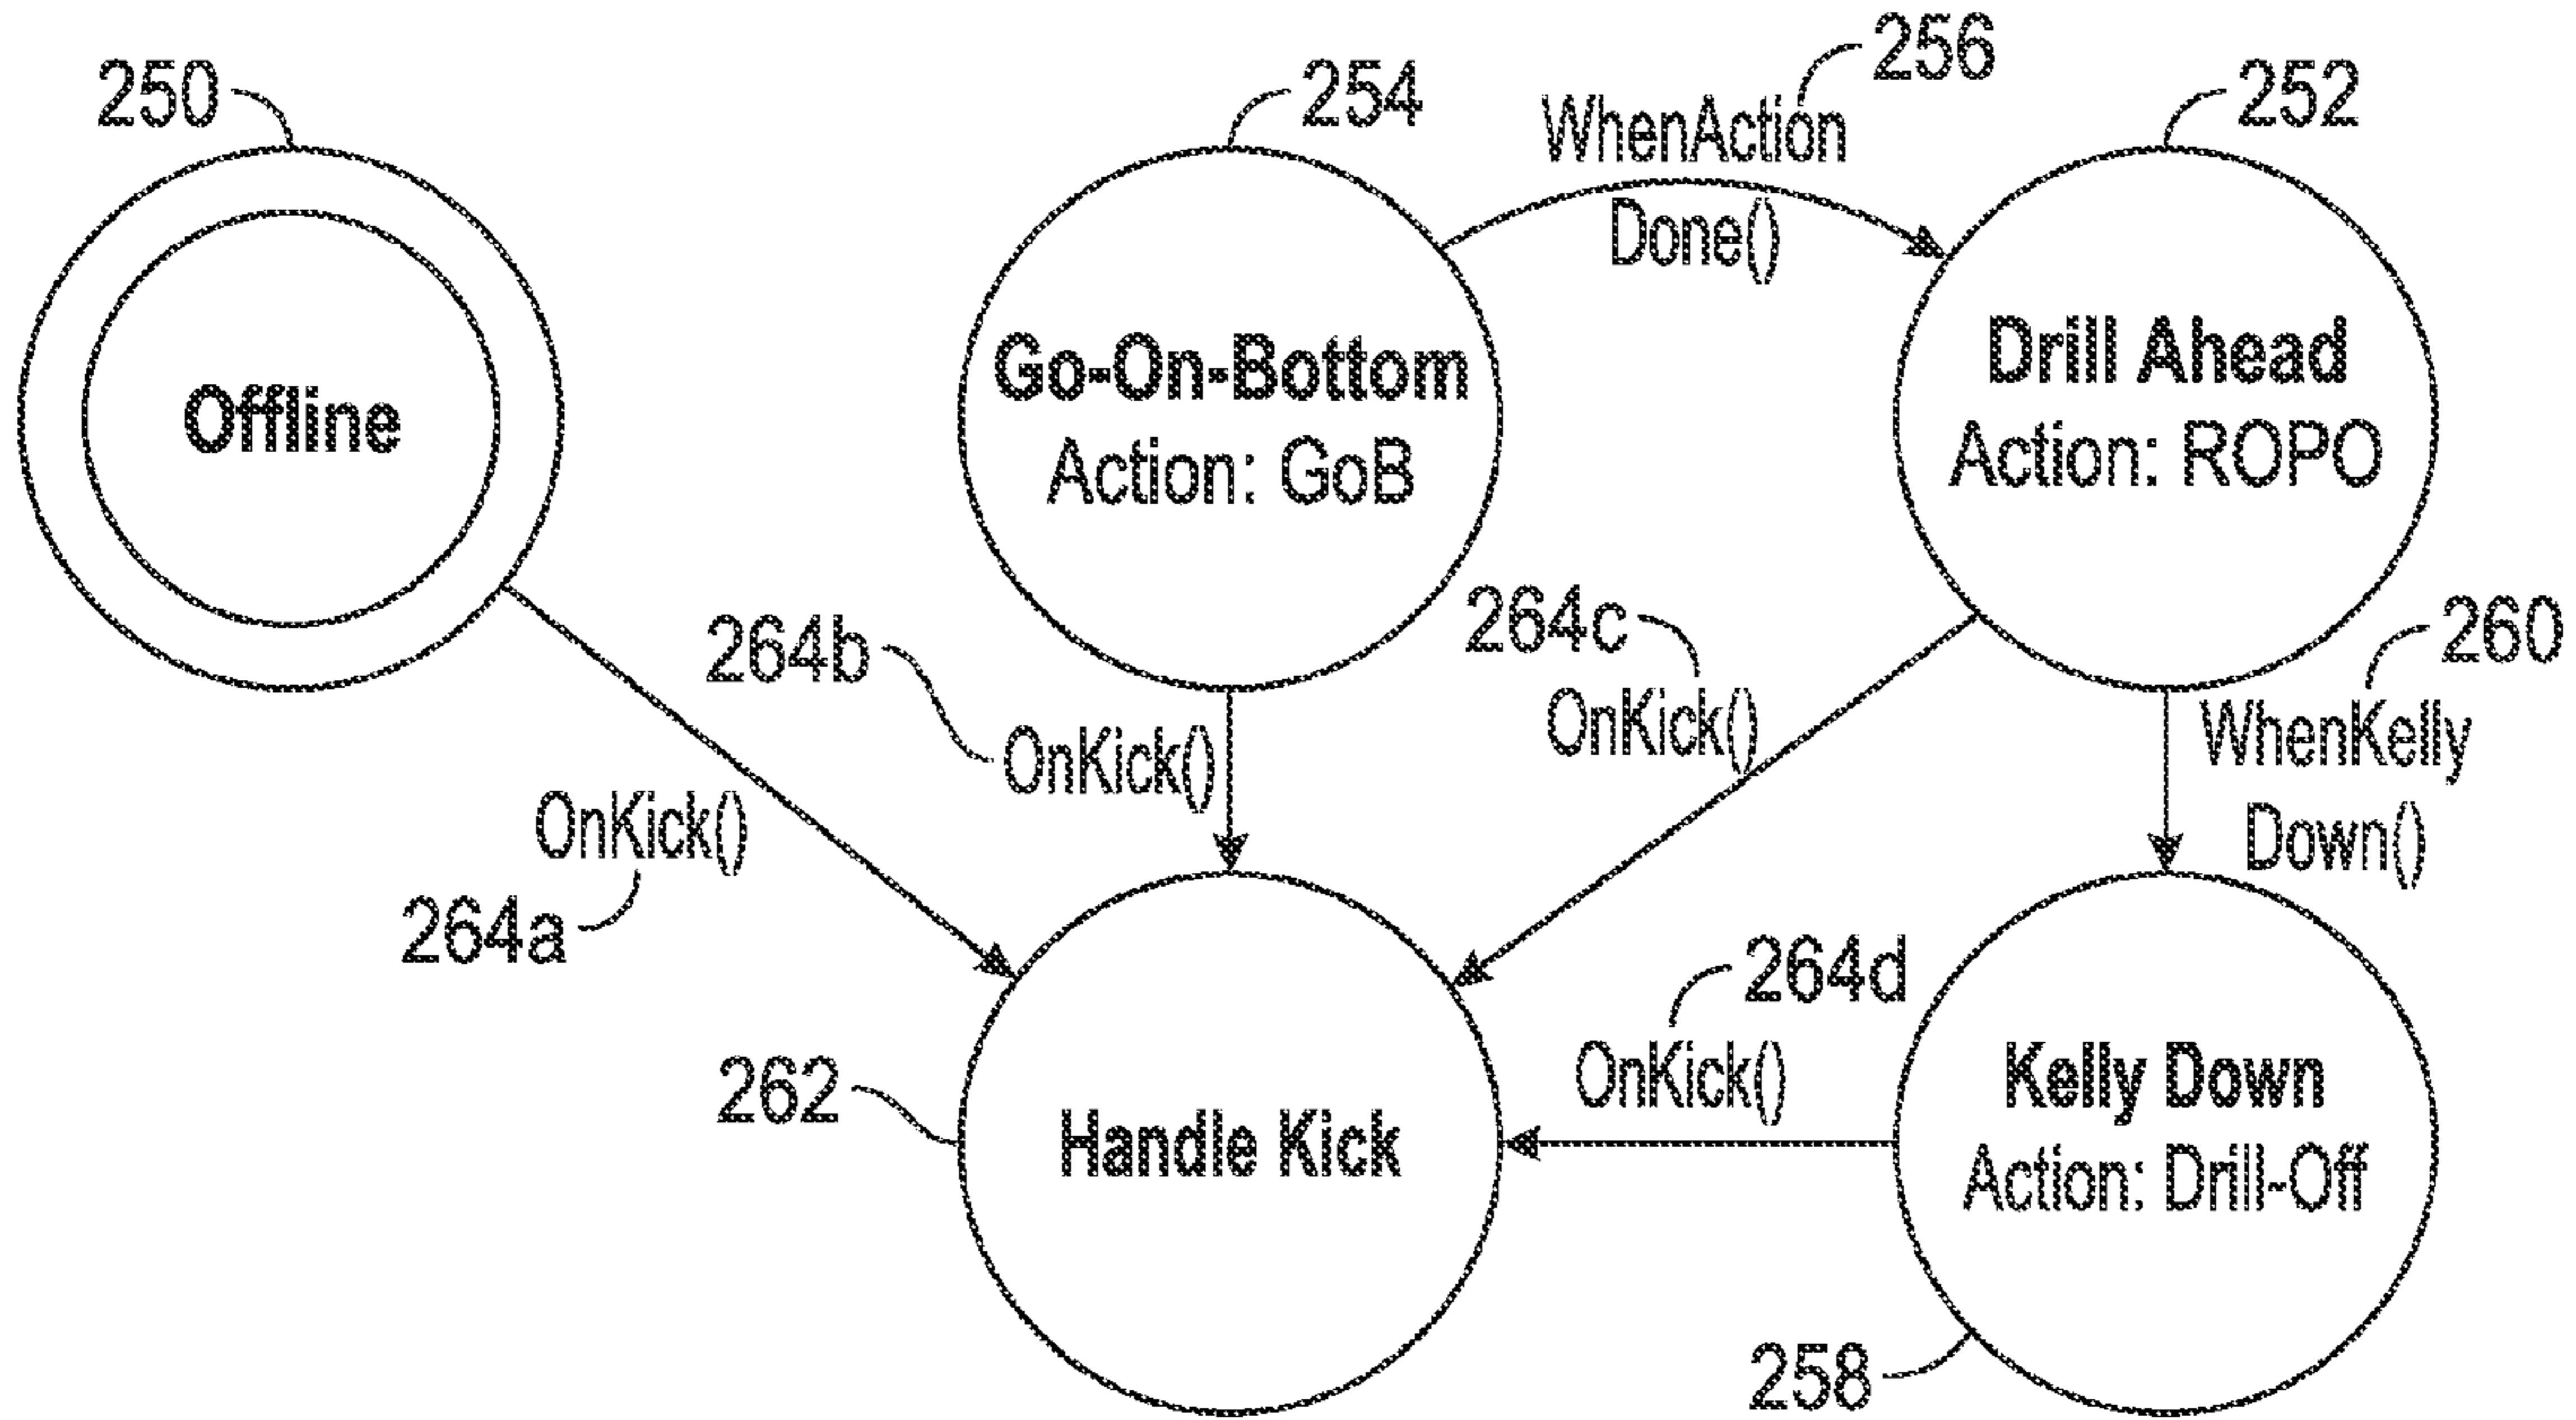 250
254
256
252
WhenAction
Done()
Offline
Go-On-Bottom
Action: GoB
Drill Ahead
Action: ROPO
264b
OnKick()
264c
OnKick()
260
WhenKelly
Down()
OnKick()
264a
264d
OnKick()
262
Handle Kick
Kelly Down
Action: Drill-Off
258